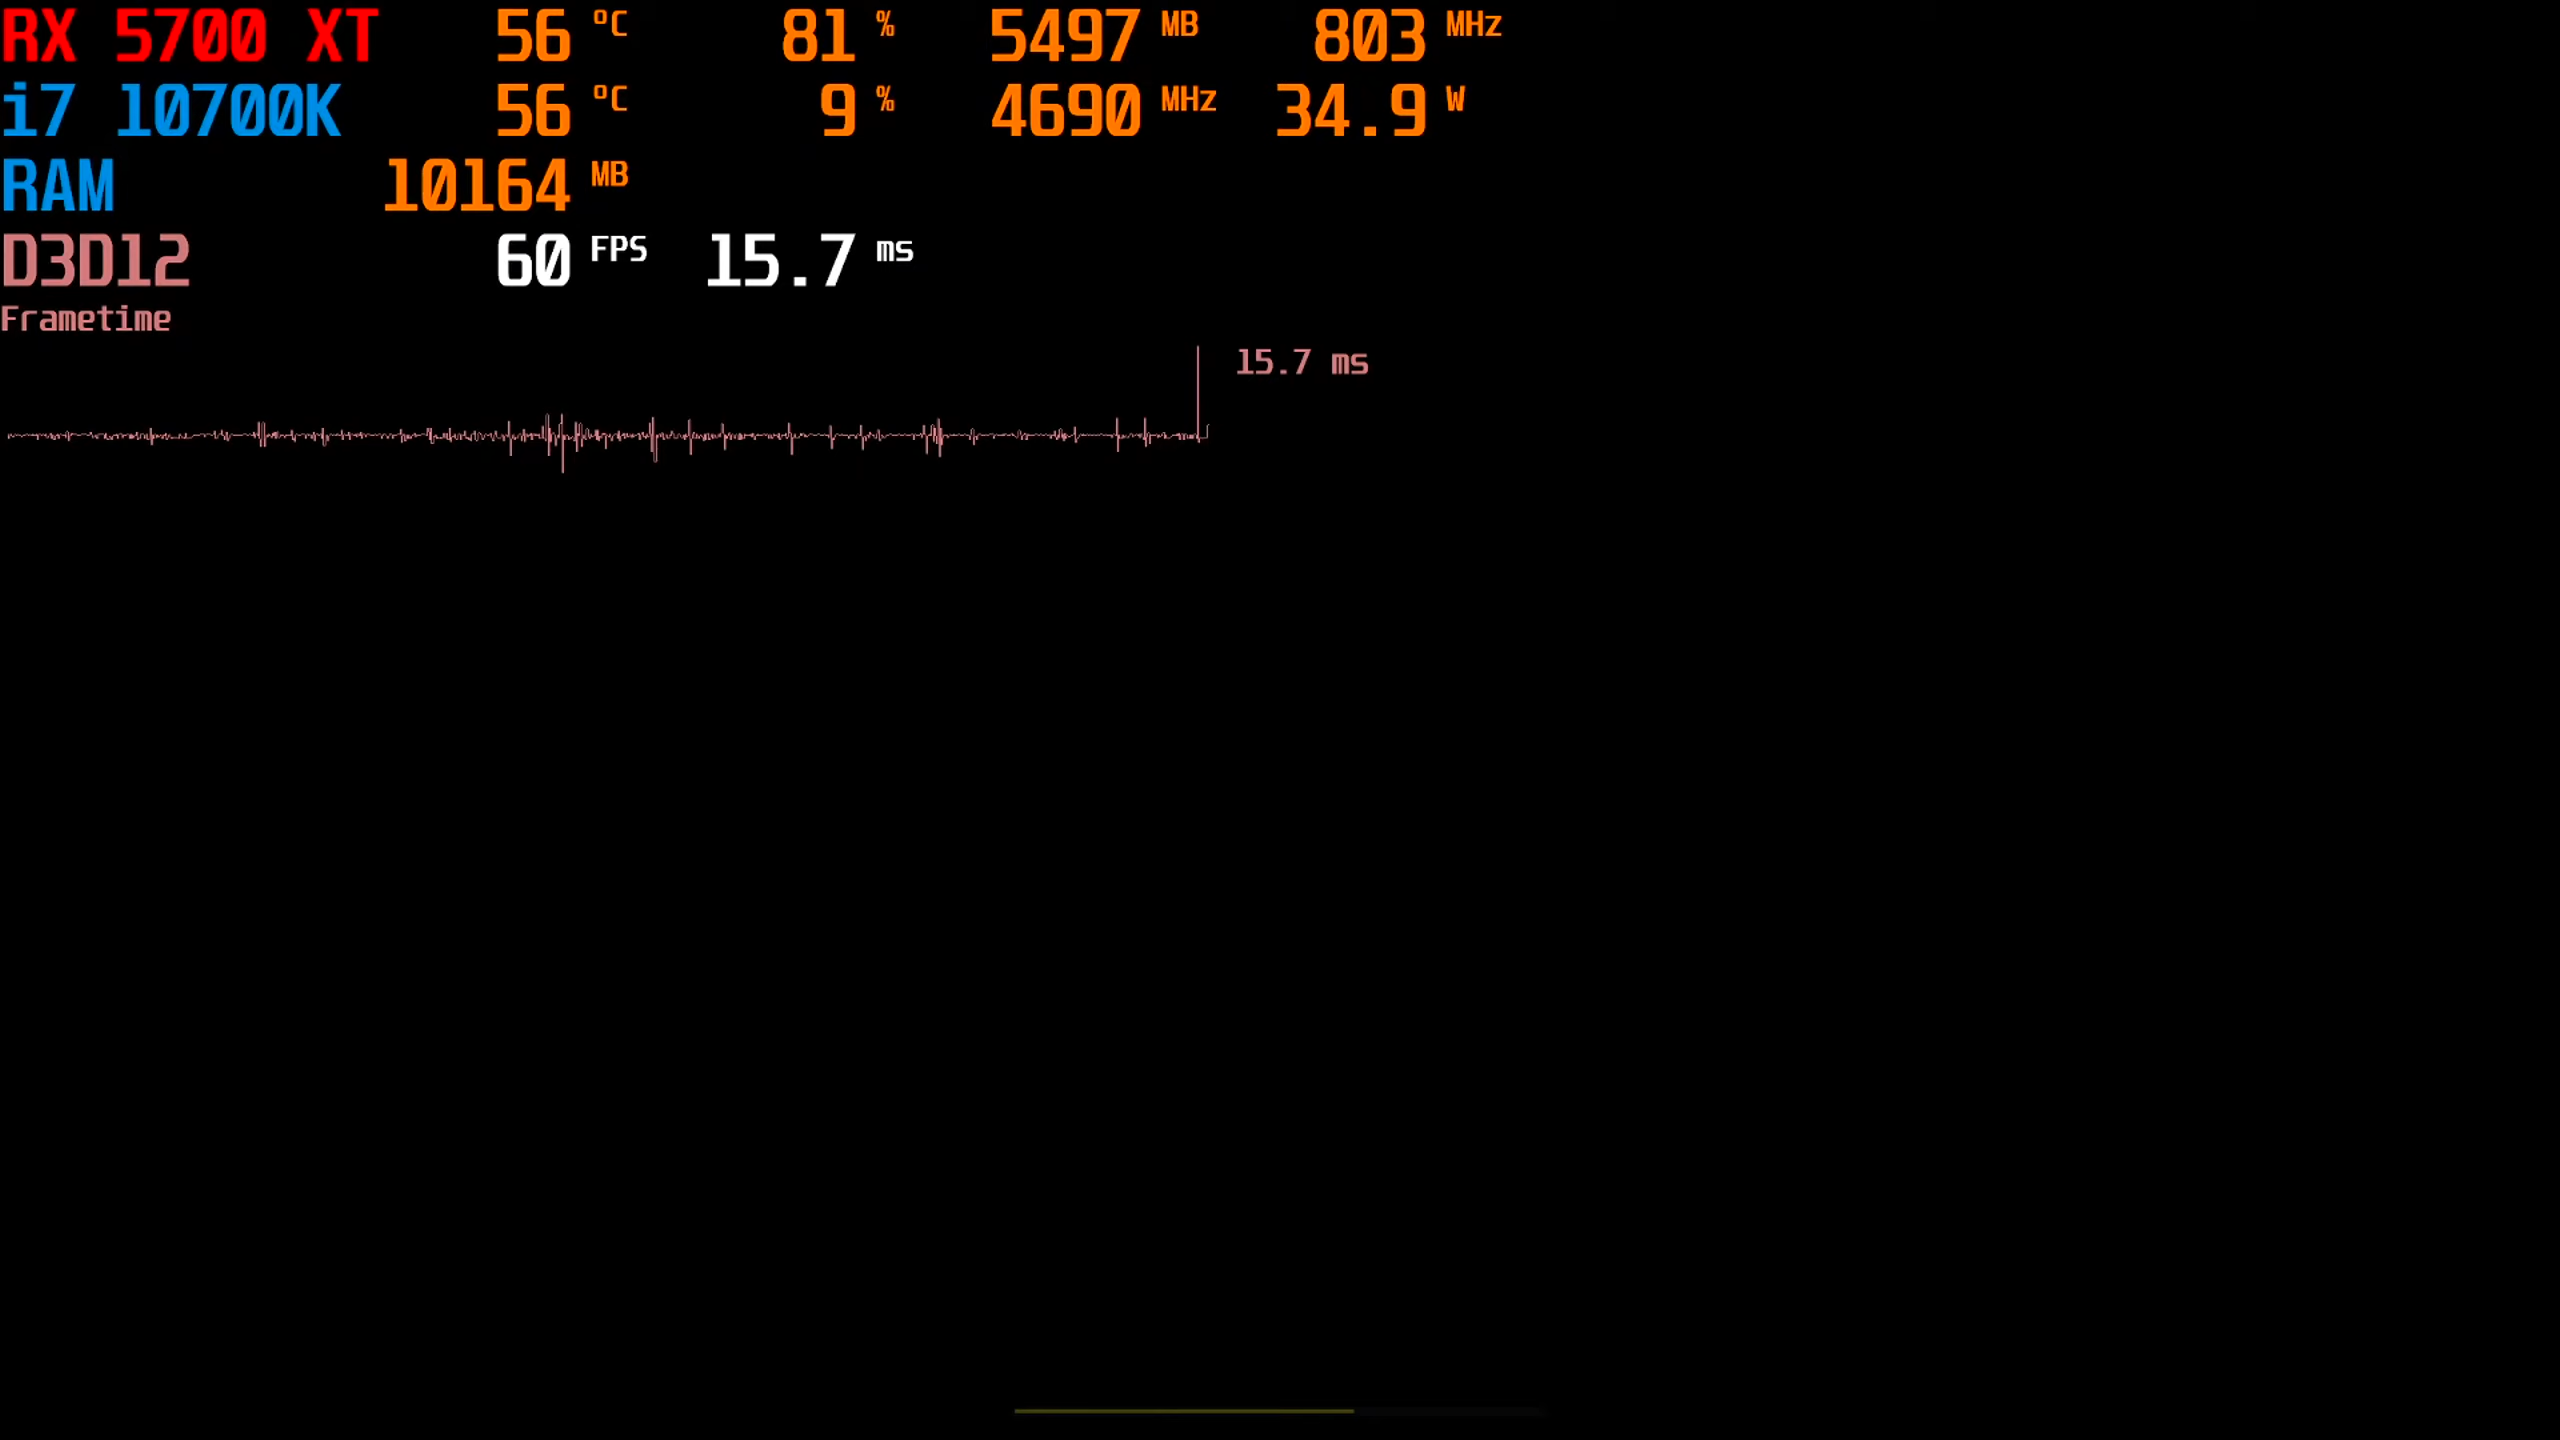 RX 5700 XT 56 °C 81 % 5497 MB 803 MHz
i7 10700K 56 °C 9 % 4690 MHz 34.9 W
RAM 10164 MB
D3D12 60 FPS 15.7 ms
Frametime
15.7 ms